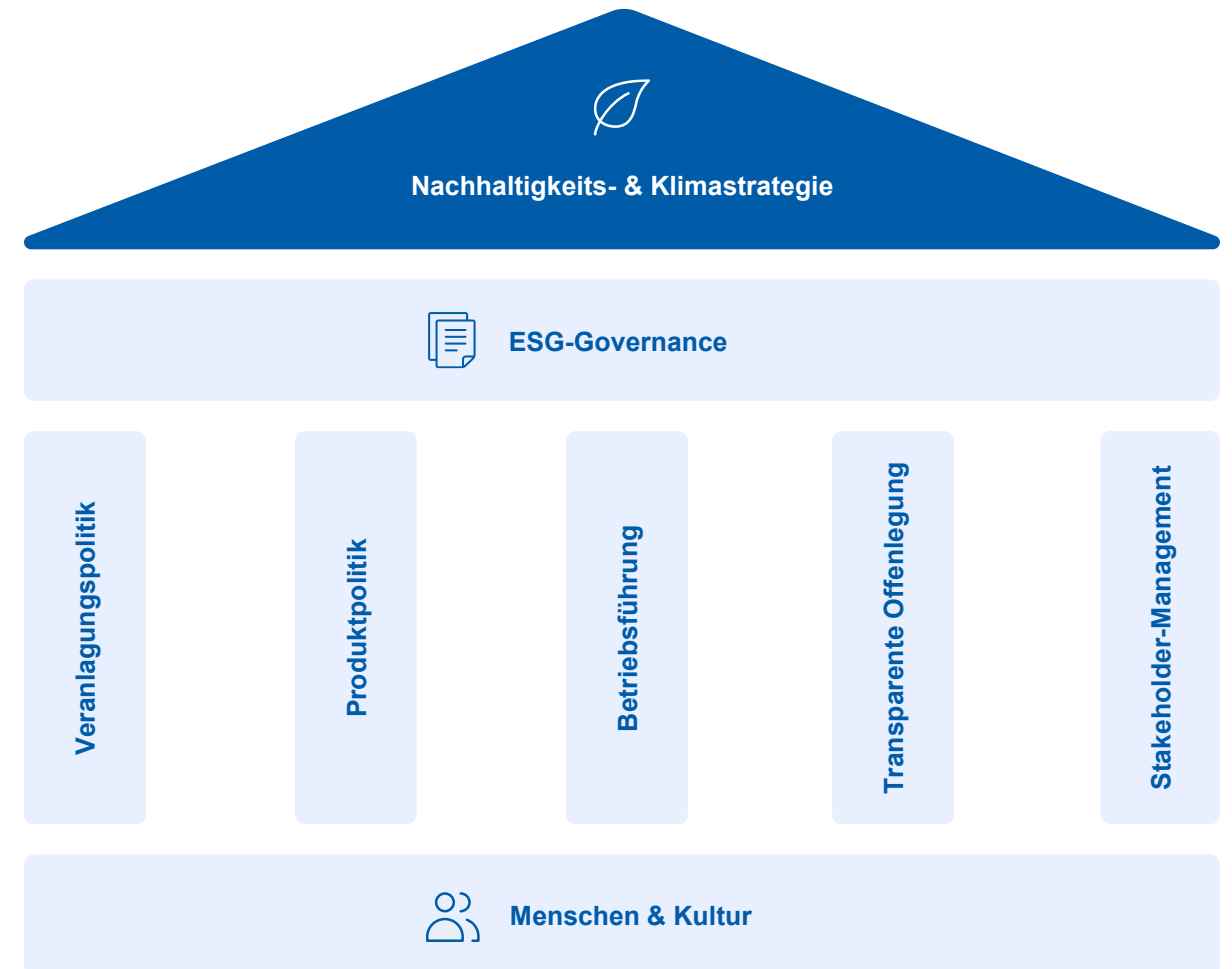 Nachhaltigkeits- & Klimastrategie
ESG-Governance
Veranlagungspolitik
Produktpolitik
Betriebsführung
Transparente Offenlegung
Stakeholder-Management
Menschen & Kultur